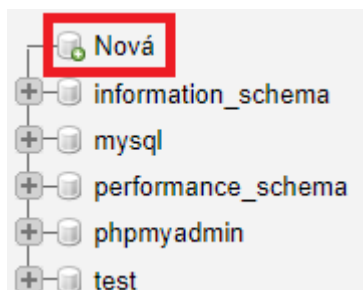 Nová
information_schema
mysql
performance_schema
phpmyadmin
test